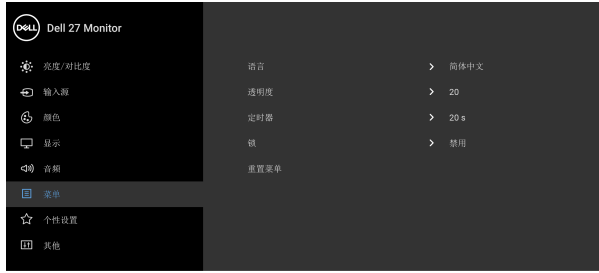 DELL Dell 27 Monitor
亮度/对比度
输入源
颜色
显示
音频
菜单
个性设置
其他
语言 简体中文
透明度 20
定时器 20 s
锁 禁用
重置菜单